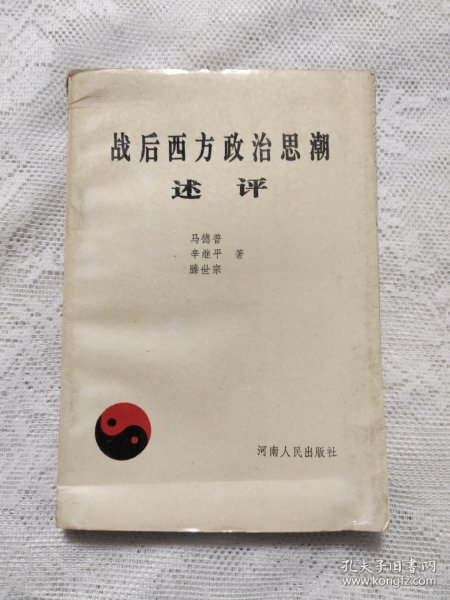 战后西方政治思潮
述评
马德普
辛继平 著
滕世宗
河南人民出版社
孔夫子旧书网
www.kongfz.com